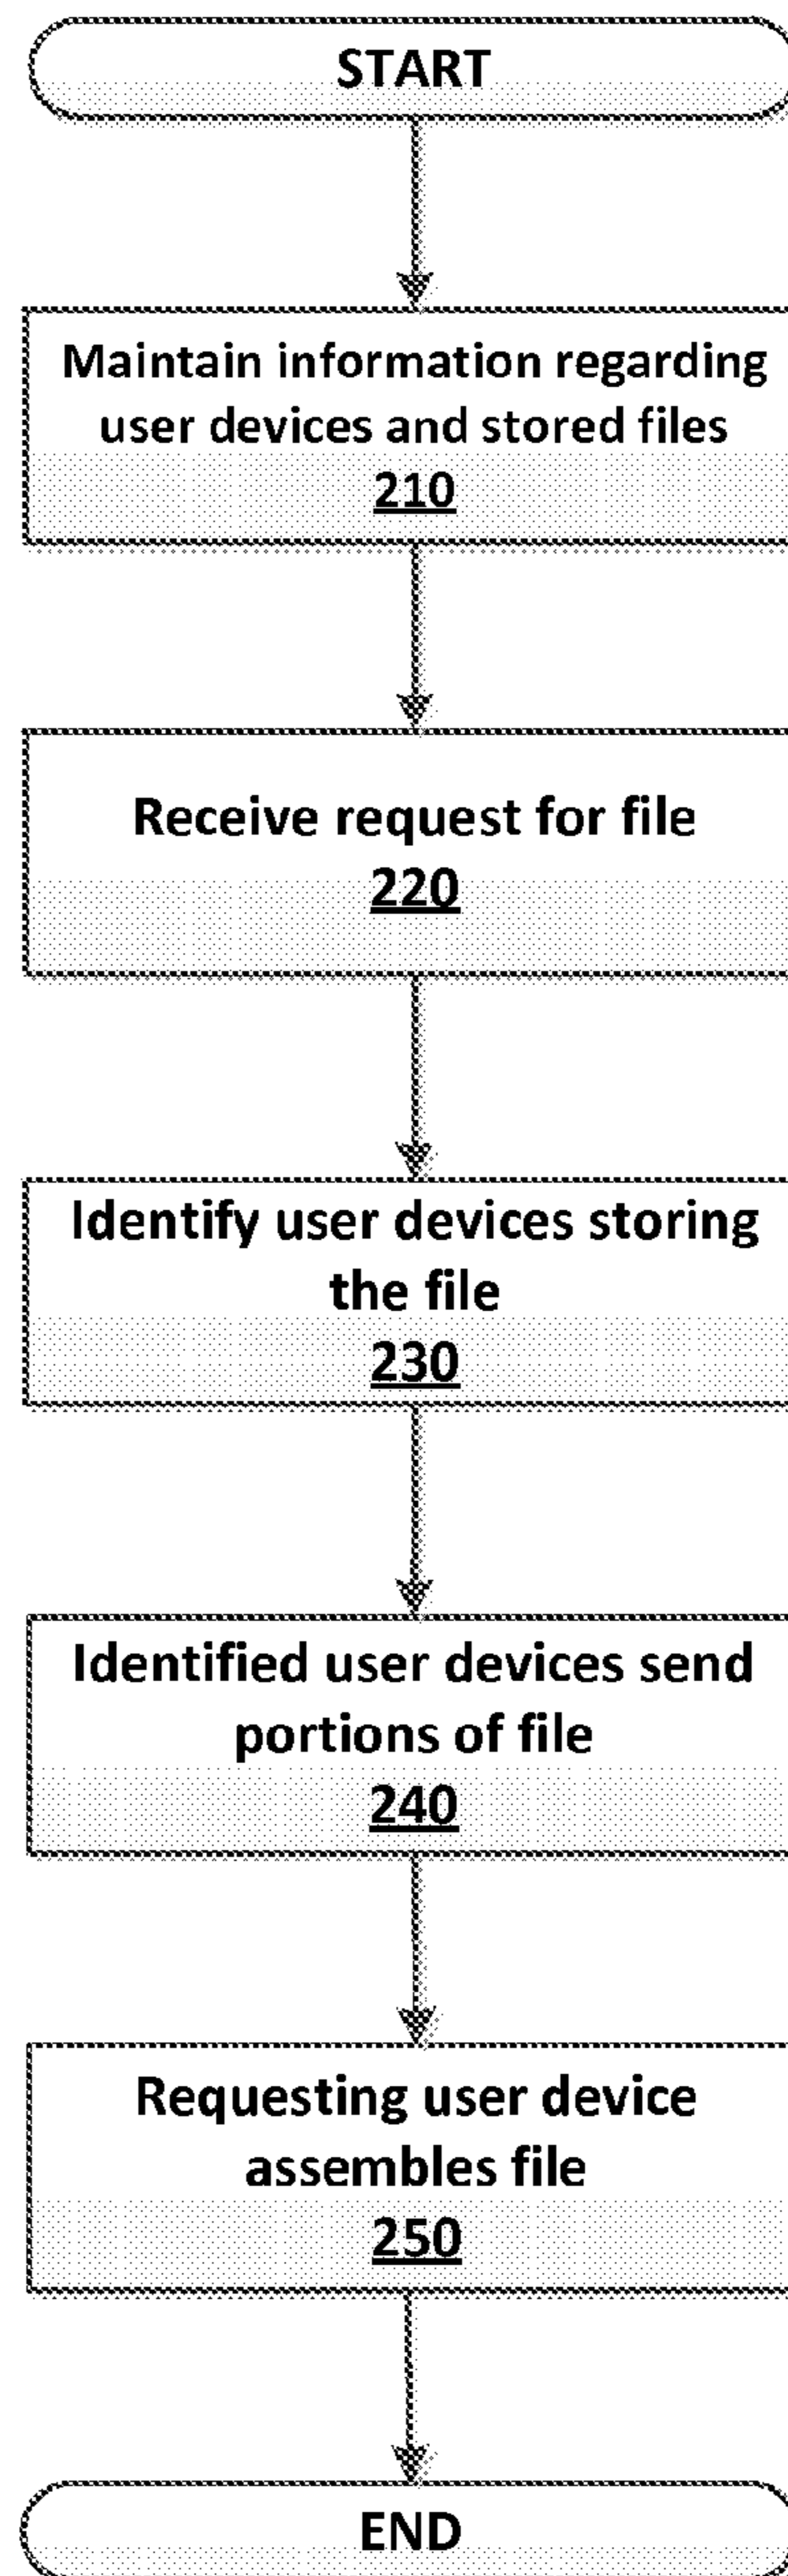 START
Maintain information regarding
user devices and stored files
210
Receive request for file
220
Identify user devices storing
the file
230
Identified user devices send
portions of file
240
Requesting user device
assembles file
250
END